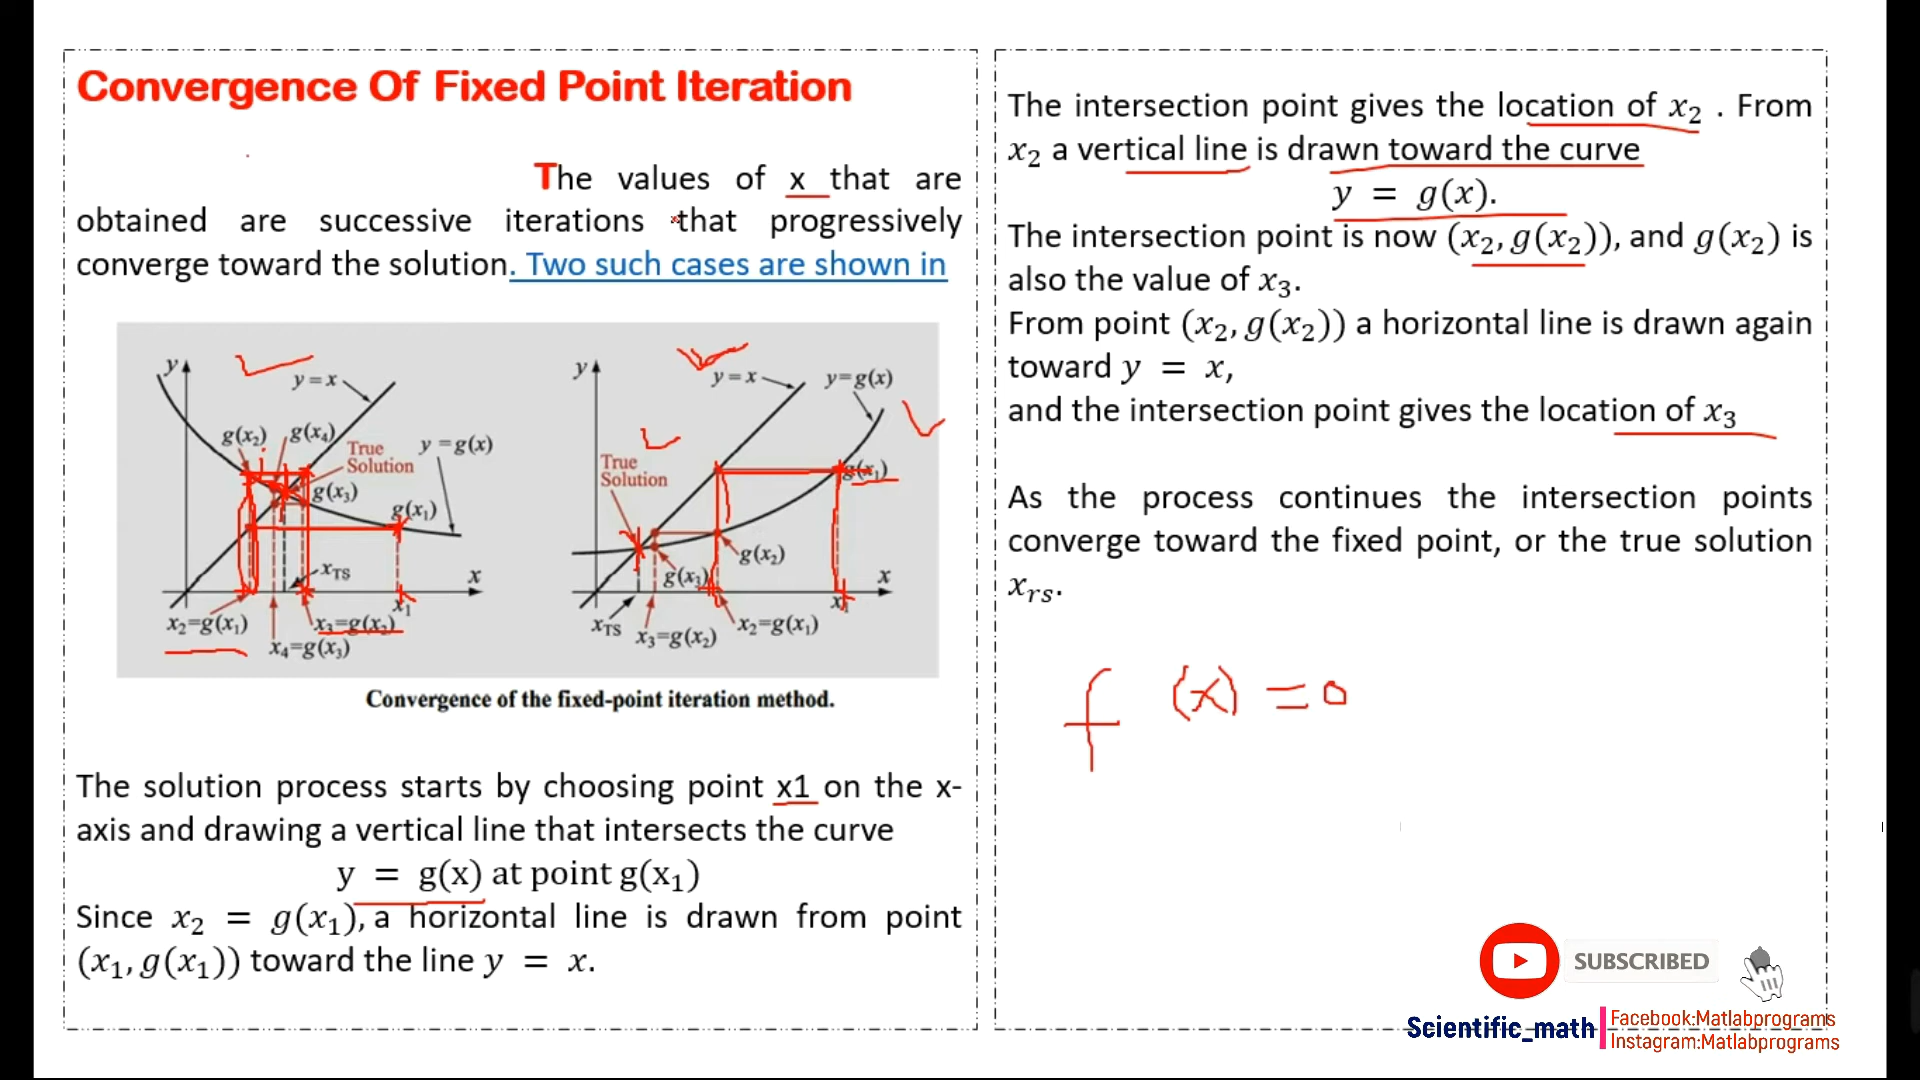 Convergence Of Fixed Point Iteration
The values of x that are
obtained are successive iterations that progressively
converge toward the solution. Two such cases are shown in
y
y = x
g(x₂)
g(x₄)
True
Solution
y = g(x)
g(x₃)
g(x₁)
xTS
x
x₁
x₂=g(x₁)
x₃=g(x₂)
x₄=g(x₃)
y
y = x
y=g(x)
True
Solution
g(x₁)
g(x₂)
g(x₃)
x
x₁
xTS
x₃=g(x₂)
x₂=g(x₁)
Convergence of the fixed-point iteration method.
The solution process starts by choosing point x1 on the x-
axis and drawing a vertical line that intersects the curve
y = g(x) at point g(x₁)
Since x₂ = g(x₁), a horizontal line is drawn from point
(x₁, g(x₁)) toward the line y = x.
The intersection point gives the location of x₂ . From
x₂ a vertical line is drawn toward the curve
y = g(x).
The intersection point is now (x₂, g(x₂)), and g(x₂) is
also the value of x₃.
From point (x₂, g(x₂)) a horizontal line is drawn again
toward y = x,
and the intersection point gives the location of x₃
As the process continues the intersection points
converge toward the fixed point, or the true solution
xrs.
f (x) = 0
SUBSCRIBED
Scientific_math
Facebook:Matlabprograms
Instagram:Matlabprograms